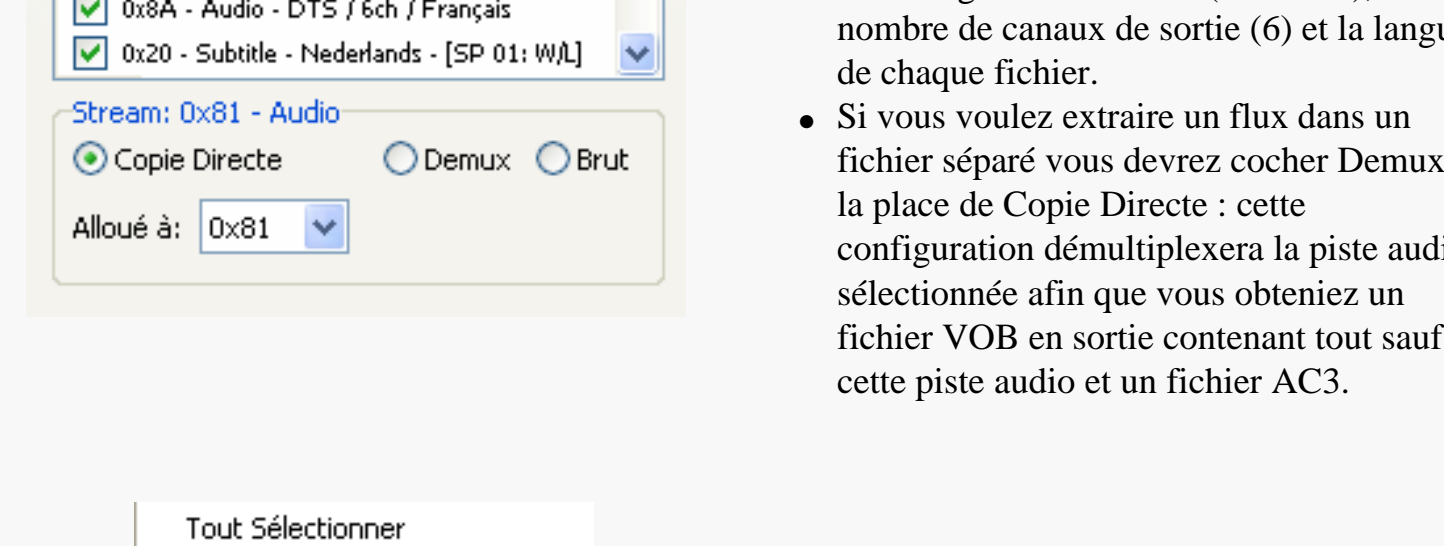 0x8A - Audio - DTS / 6ch / Français
0x20 - Subtitle - Nederlands - [SP 01: W/L]
Stream: 0x81 - Audio
Copie Directe Demux Brut
Alloué à: 0x81
nombre de canaux de sortie (6) et la langu
de chaque fichier.
● Si vous voulez extraire un flux dans un
fichier séparé vous devrez cocher Demux
la place de Copie Directe : cette
configuration démultiplexera la piste audi
sélectionnée afin que vous obteniez un
fichier VOB en sortie contenant tout sauf
cette piste audio et un fichier AC3.
Tout Sélectionner